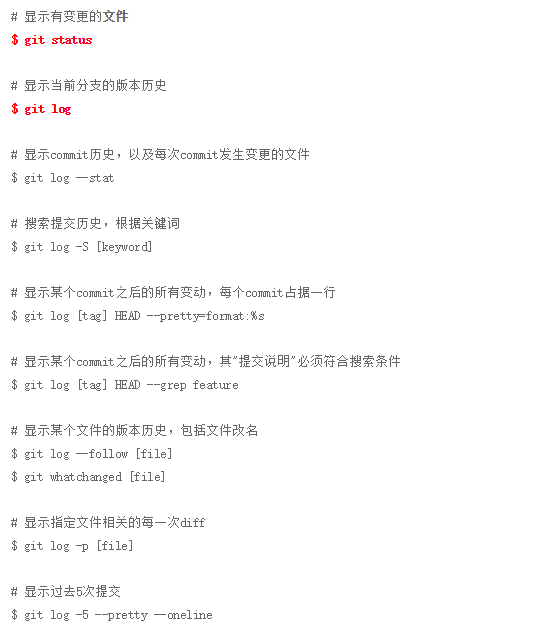 # 显示有变更的文件
$ git status
# 显示当前分支的版本历史
$ git log
# 显示commit历史，以及每次commit发生变更的文件
$ git log —stat
# 搜索提交历史，根据关键词
$ git log -S [keyword]
# 显示某个commit之后的所有变动，每个commit占据一行
$ git log [tag] HEAD --pretty=format:%s
# 显示某个commit之后的所有变动，其"提交说明"必须符合搜索条件
$ git log [tag] HEAD --grep feature
# 显示某个文件的版本历史，包括文件改名
$ git log —follow [file]
$ git whatchanged [file]
# 显示指定文件相关的每一次diff
$ git log -p [file]
# 显示过去5次提交
$ git log -5 --pretty —oneline